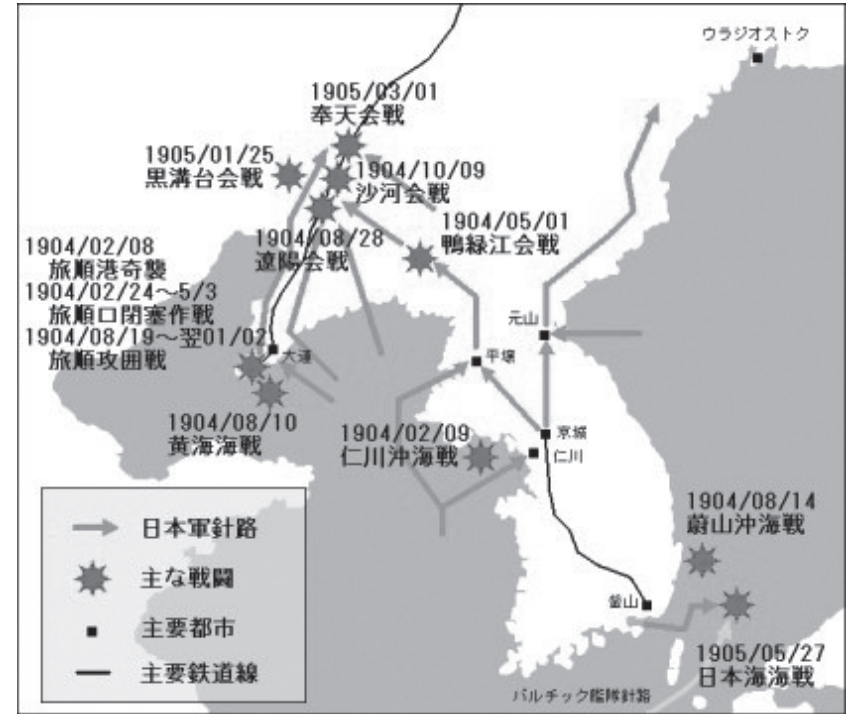 ウラジオストク
1905/03/01
奉天会戦
1905/01/25
黒溝台会戦
1904/10/09
沙河会戦
1904/05/01
鴨緑江会戦
1904/08/28
遼陽会戦
1904/02/08
旅順港奇襲
1904/02/24～5/3
旅順口閉塞作戦
1904/08/19～翌01/02
旅順攻囲戦
大連
元山
平壌
1904/08/10
黄海海戦
1904/02/09
仁川沖海戦
京城
仁川
1904/08/14
蔚山沖海戦
釜山
1905/05/27
日本海海戦
バルチック艦隊針路
日本軍針路
主な戦闘
主要都市
主要鉄道線